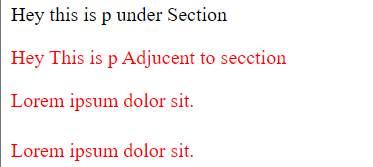 Hey this is p under Section
Hey This is p Adjucent to secction
Lorem ipsum dolor sit.
Lorem ipsum dolor sit.